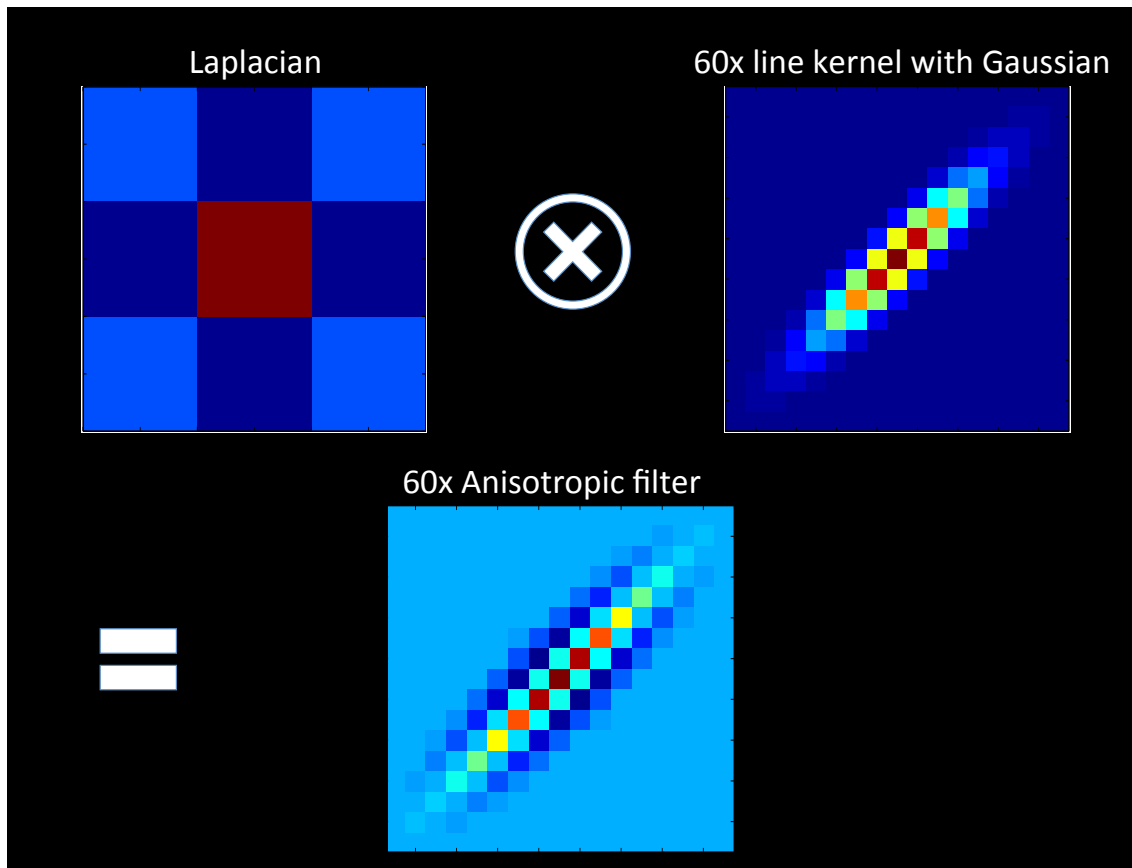 Laplacian
60x line kernel with Gaussian
60x Anisotropic filter